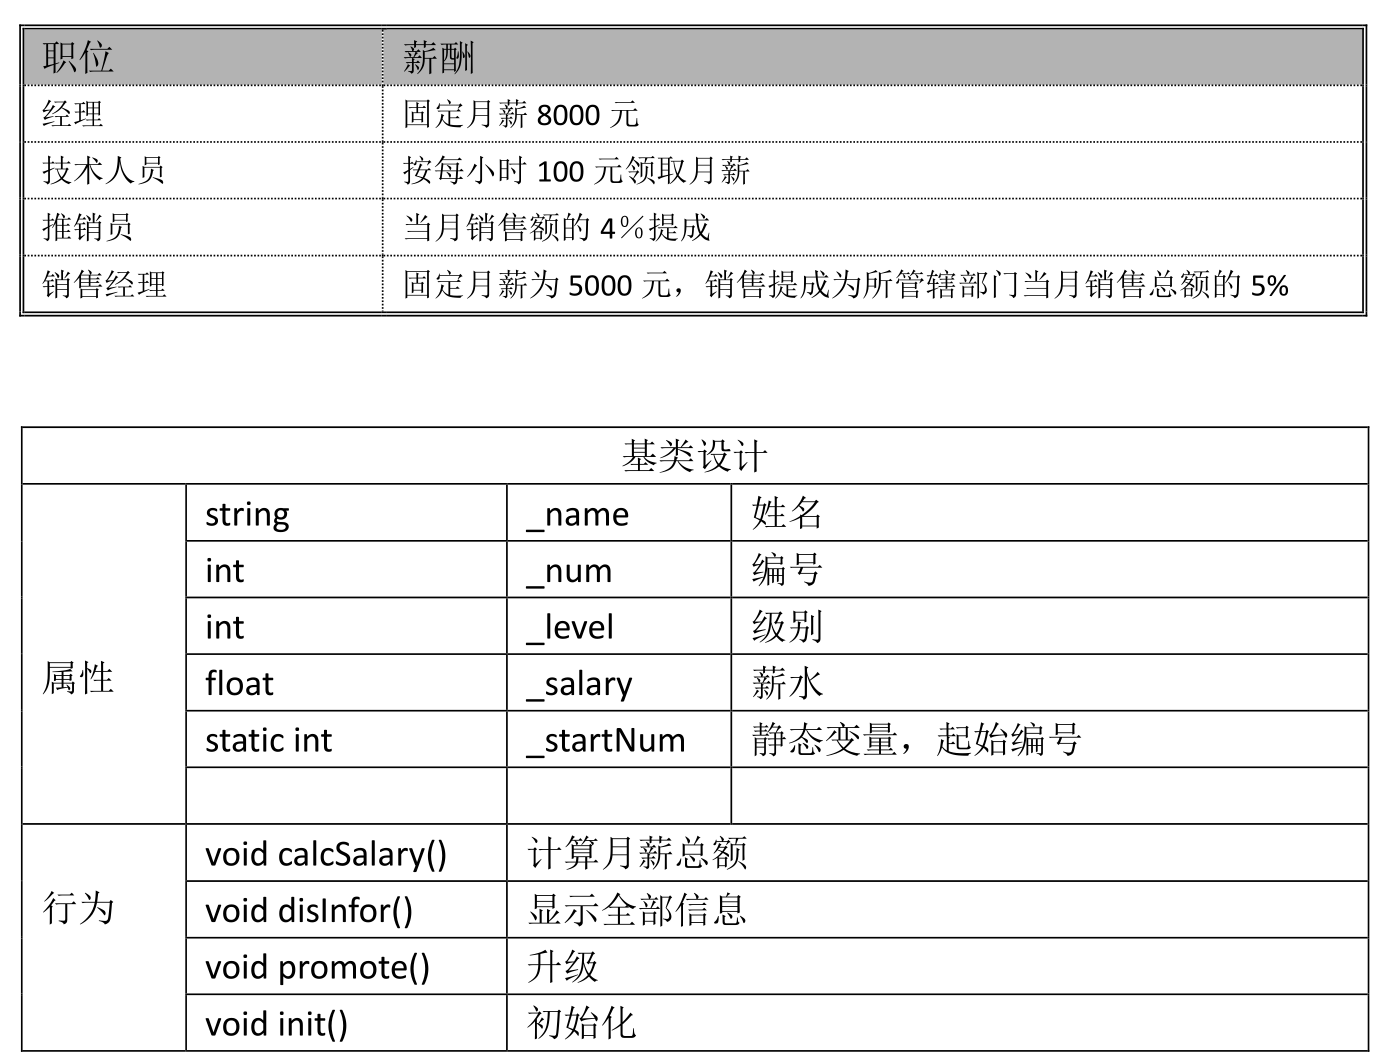 职位 薪酬
经理 固定月薪 8000 元
技术人员 按每小时 100 元领取月薪
推销员 当月销售额的 4％提成
销售经理 固定月薪为 5000 元，销售提成为所管辖部门当月销售总额的 5%
基类设计
属性
string _name 姓名
int _num 编号
int _level 级别
float _salary 薪水
static int _startNum 静态变量，起始编号
行为
void calcSalary() 计算月薪总额
void disInfor() 显示全部信息
void promote() 升级
void init() 初始化